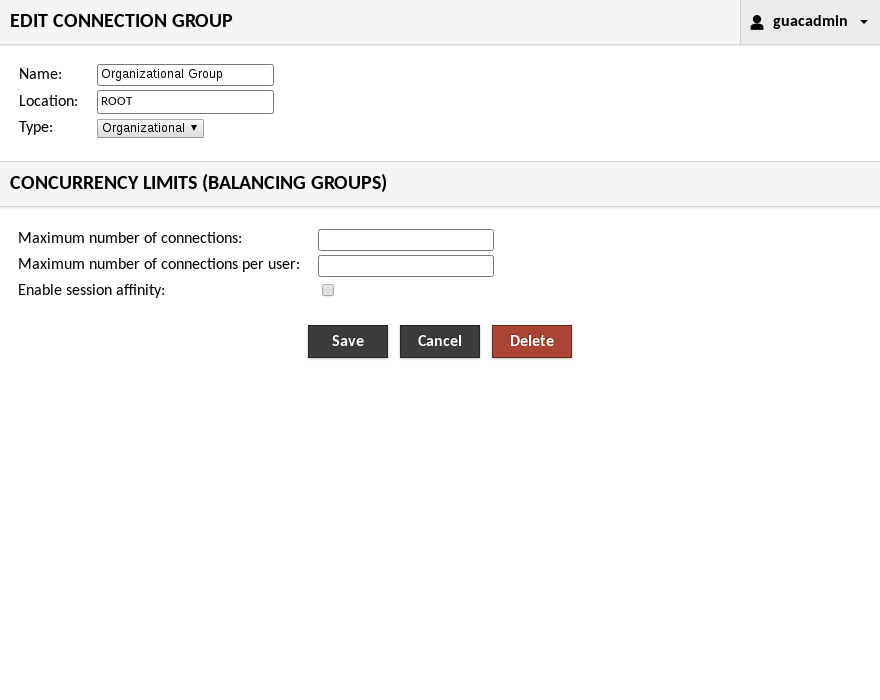 EDIT CONNECTION GROUP
guacadmin
Name: Organizational Group
Location: ROOT
Type: Organizational
CONCURRENCY LIMITS (BALANCING GROUPS)
Maximum number of connections:
Maximum number of connections per user:
Enable session affinity:
Save Cancel Delete